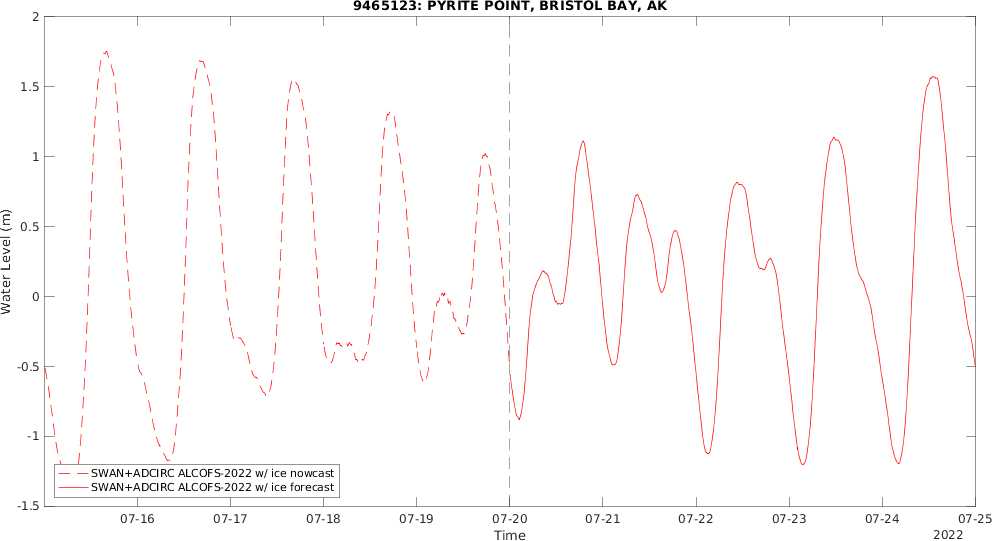 9465123: PYRITE POINT, BRISTOL BAY, AK
2
1.5
1
0.5
0
-0.5
-1
-1.5
Water Level (m)
SWAN+ADCIRC ALCOFS-2022 w/ ice nowcast
SWAN+ADCIRC ALCOFS-2022 w/ ice forecast
07-16 07-17 07-18 07-19 07-20 07-21 07-22 07-23 07-24 07-25
Time
2022